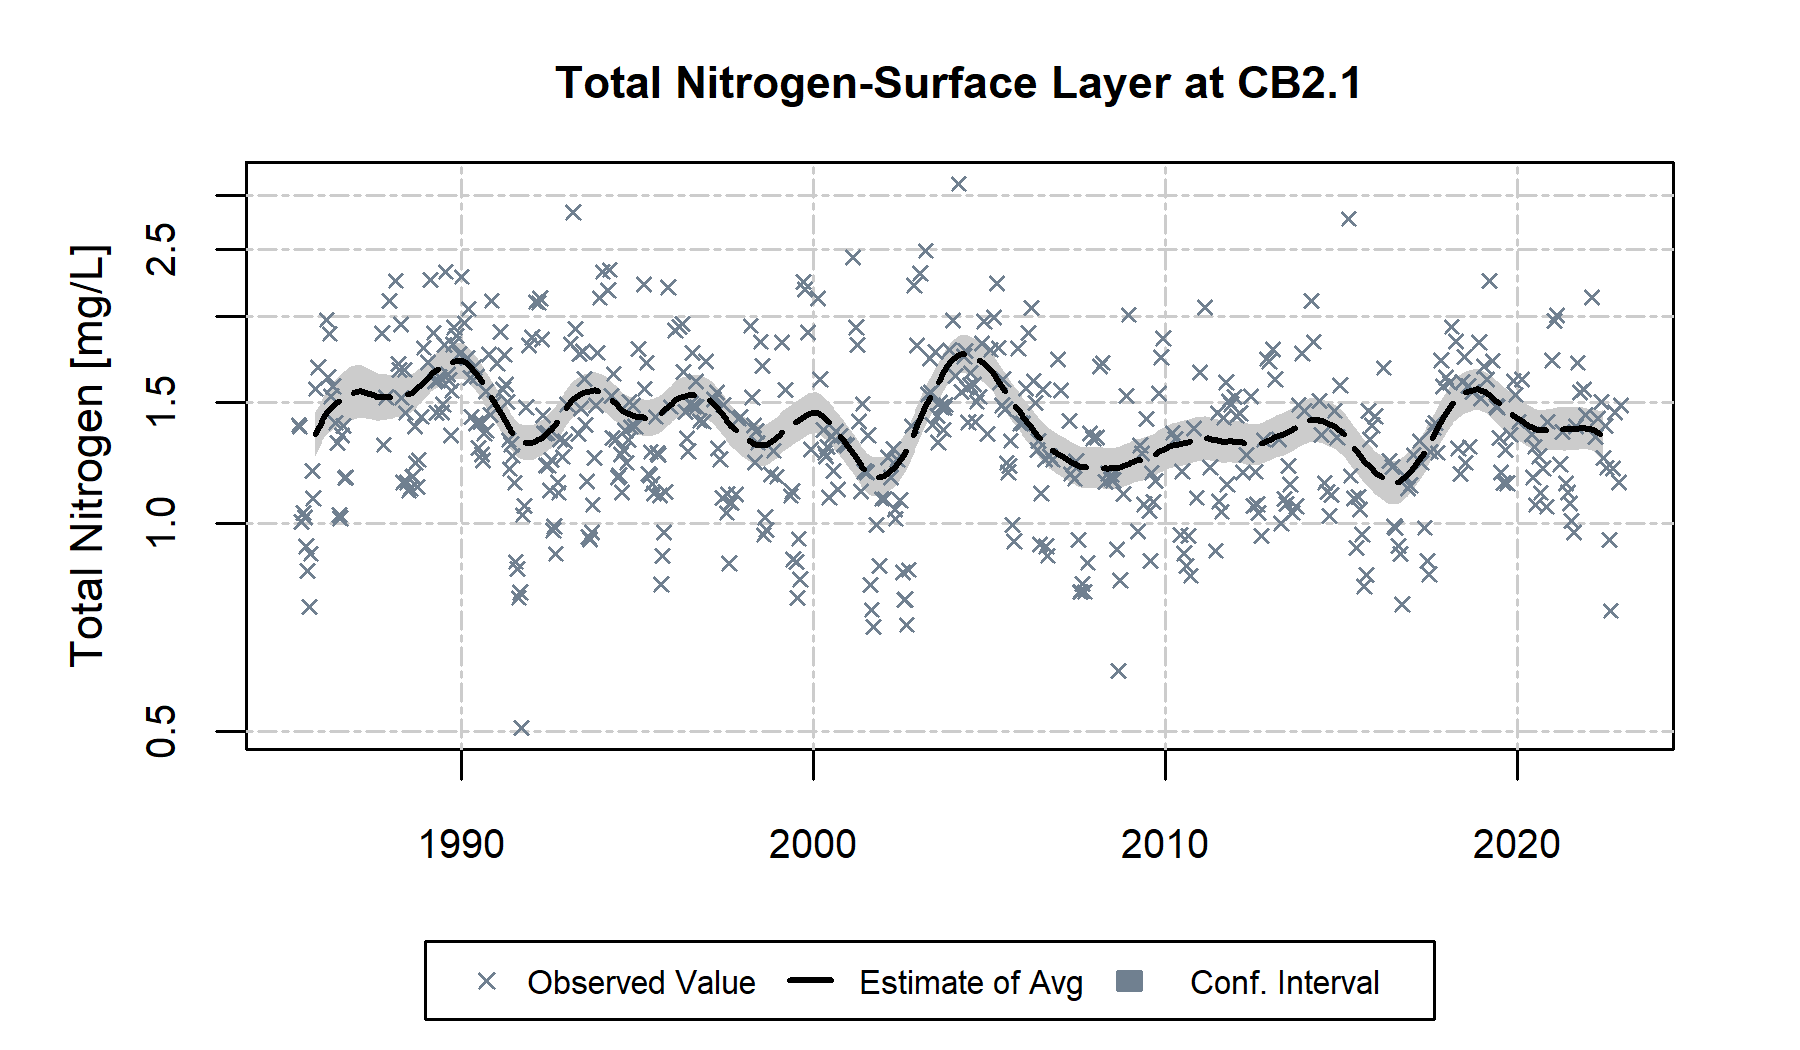 Total Nitrogen-Surface Layer at CB2.1
Total Nitrogen [mg/L]
2.5
1.5
1.0
0.5
1990 2000 2010 2020
Observed Value Estimate of Avg Conf. Interval